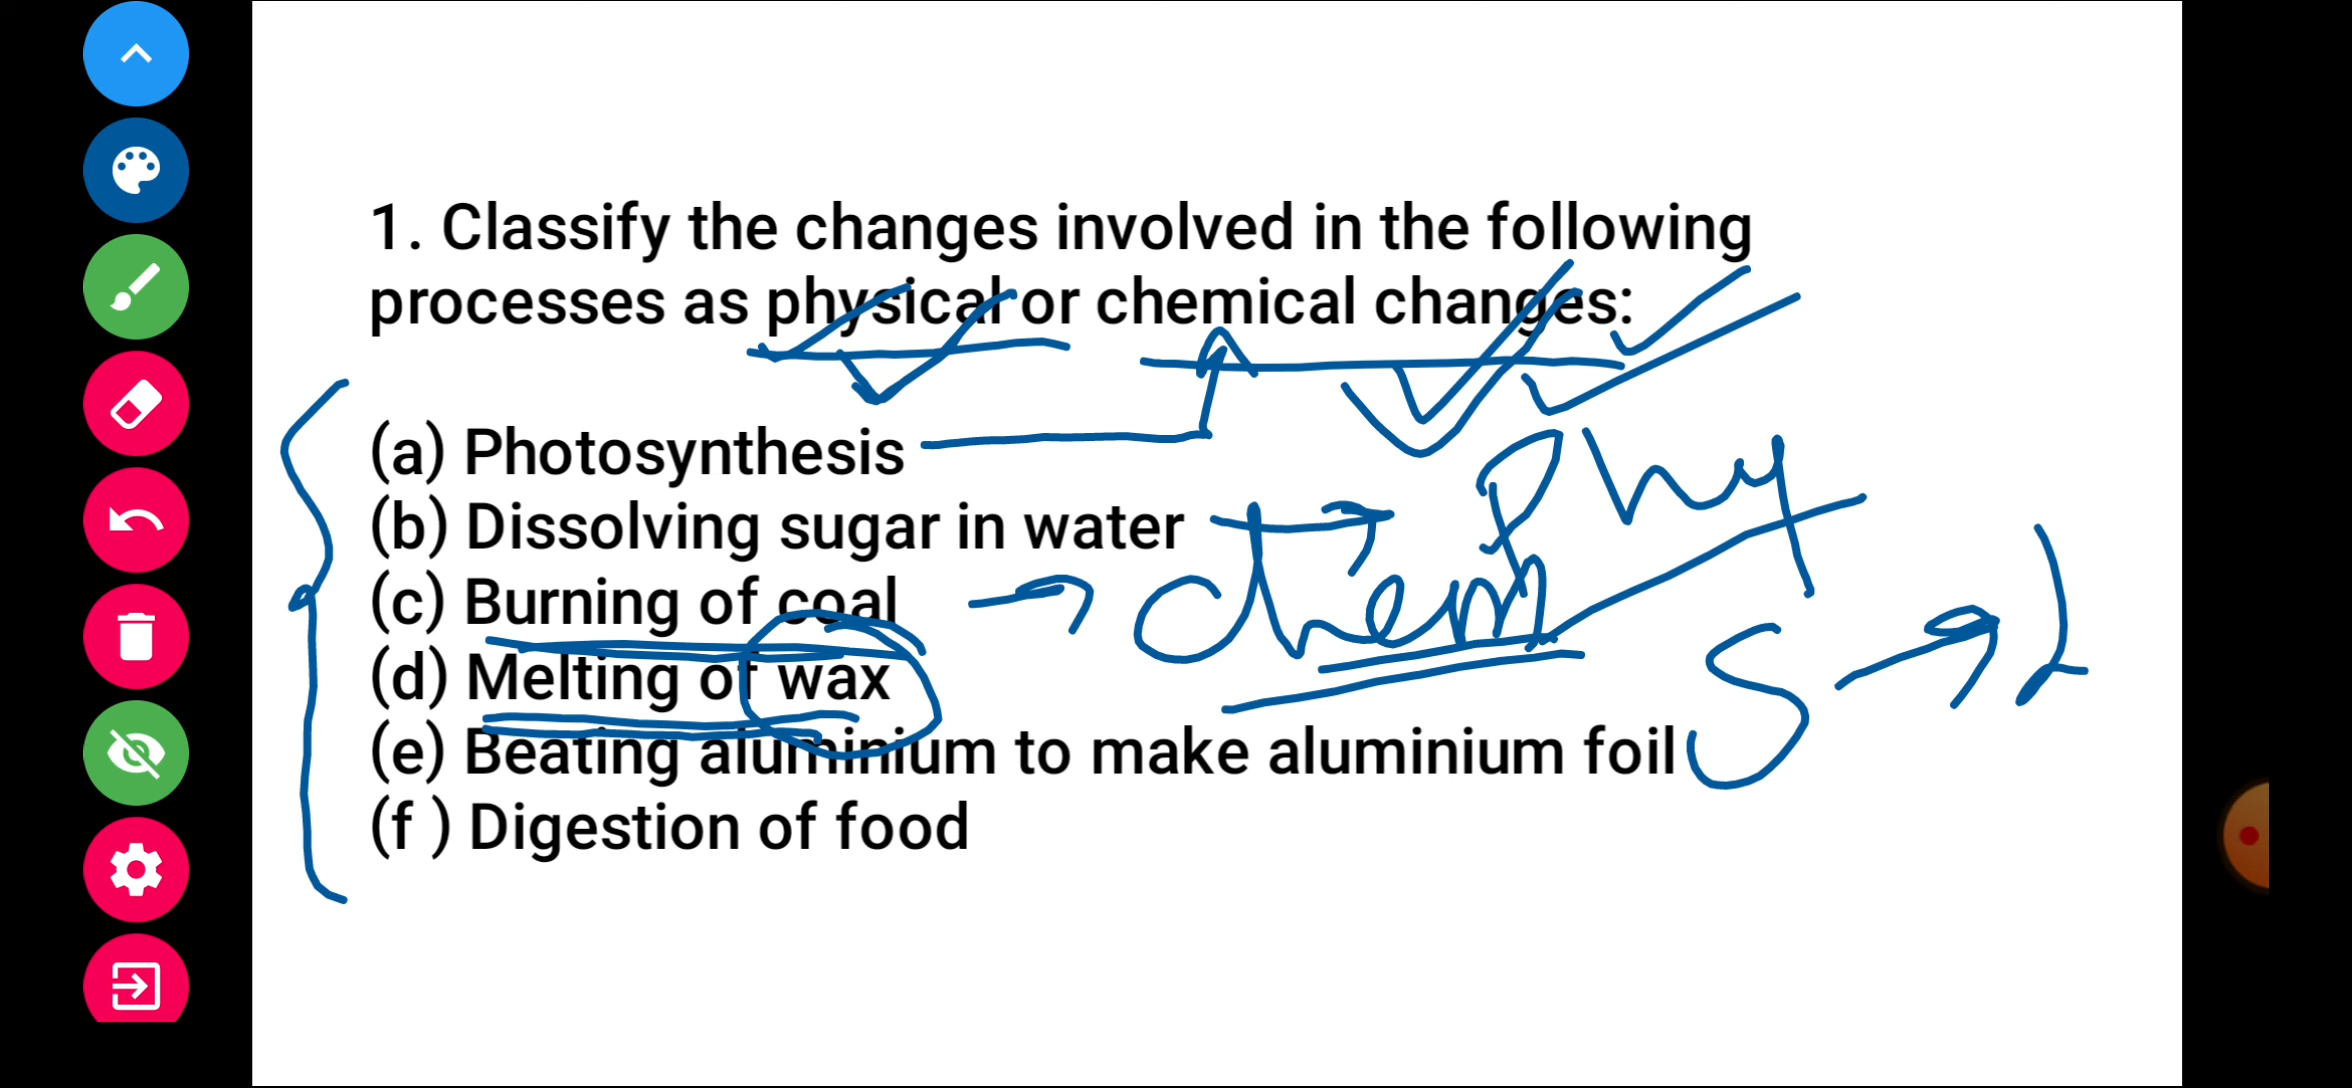 1. Classify the changes involved in the following
processes as physical or chemical changes:
(a) Photosynthesis
(b) Dissolving sugar in water
Phy
(c) Burning of coal
chem
(d) Melting of wax
S → l
(e) Beating aluminium to make aluminium foil
(f ) Digestion of food